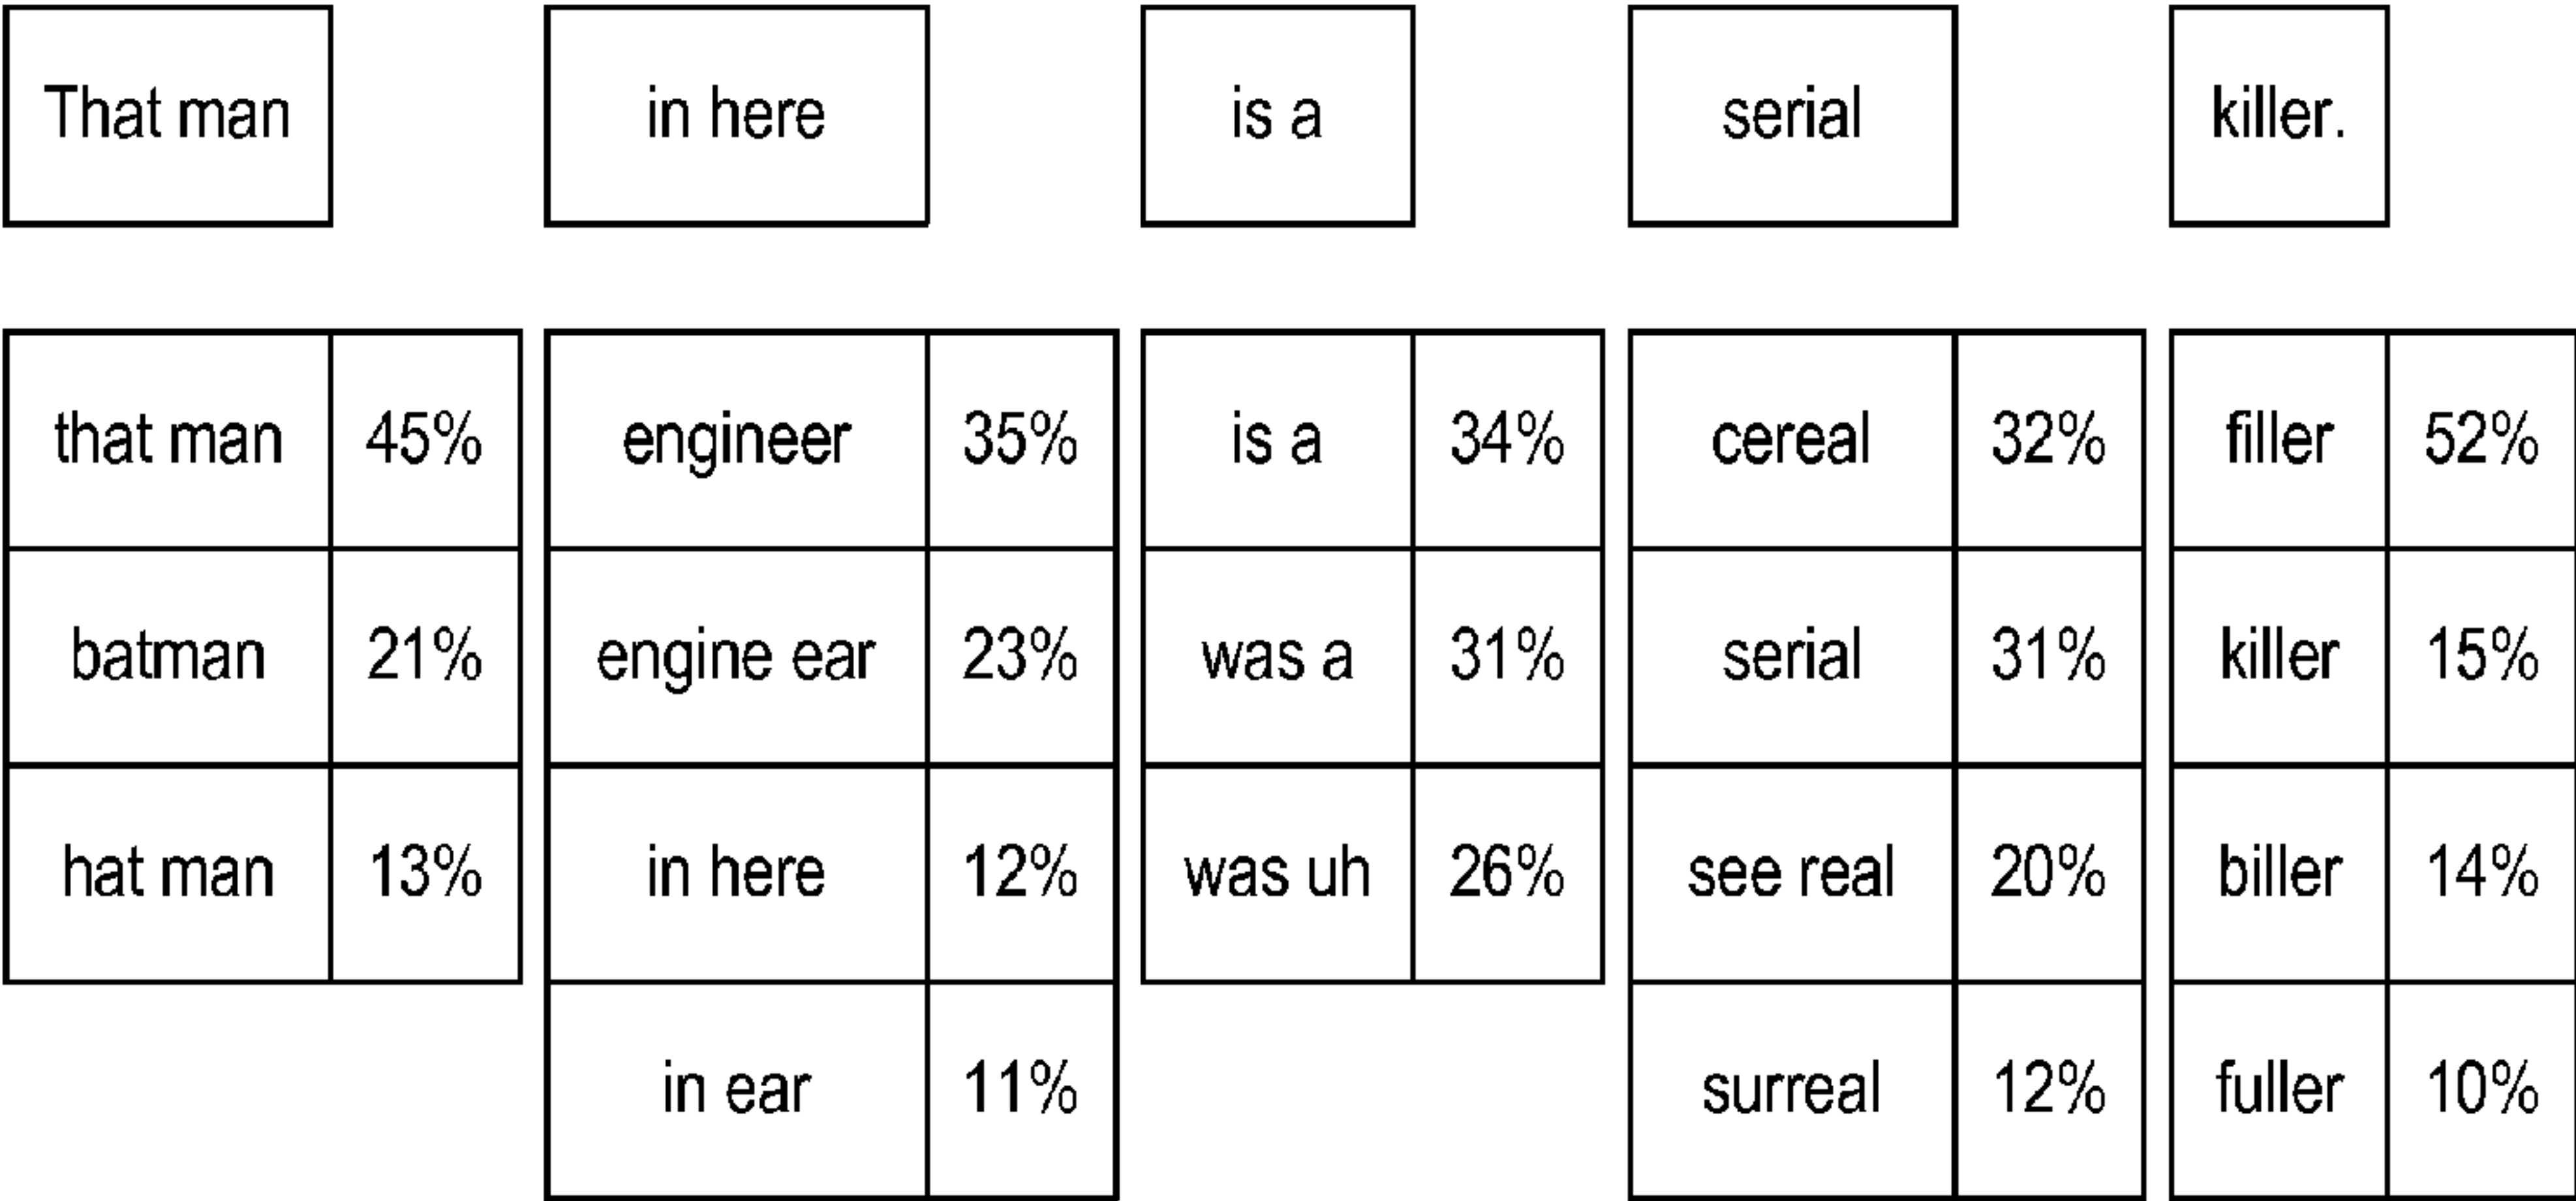 That man in here is a serial killer.
that man 45% engineer 35% is a 34% cereal 32% filler 52%
batman 21% engine ear 23% was a 31% serial 31% killer 15%
hat man 13% in here 12% was uh 26% see real 20% biller 14%
in ear 11% surreal 12% fuller 10%